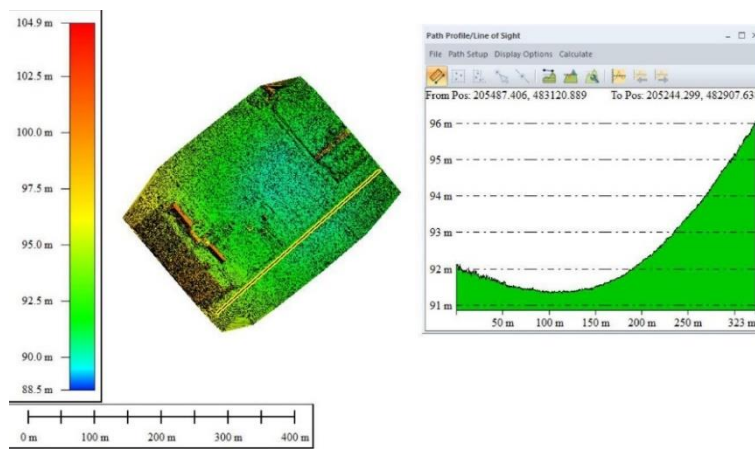 104.9 m
102.5 m
100.0 m
97.5 m
95.0 m
92.5 m
90.0 m
88.5 m
0 m 100 m 200 m 300 m 400 m
Path Profile/Line of Sight
File Path Setup Display Options Calculate
From Pos: 205487.406, 483120.889 To Pos: 205244.299, 482907.63
96 m
95 m
94 m
93 m
92 m
91 m
50 m 100 m 150 m 200 m 250 m 323 m